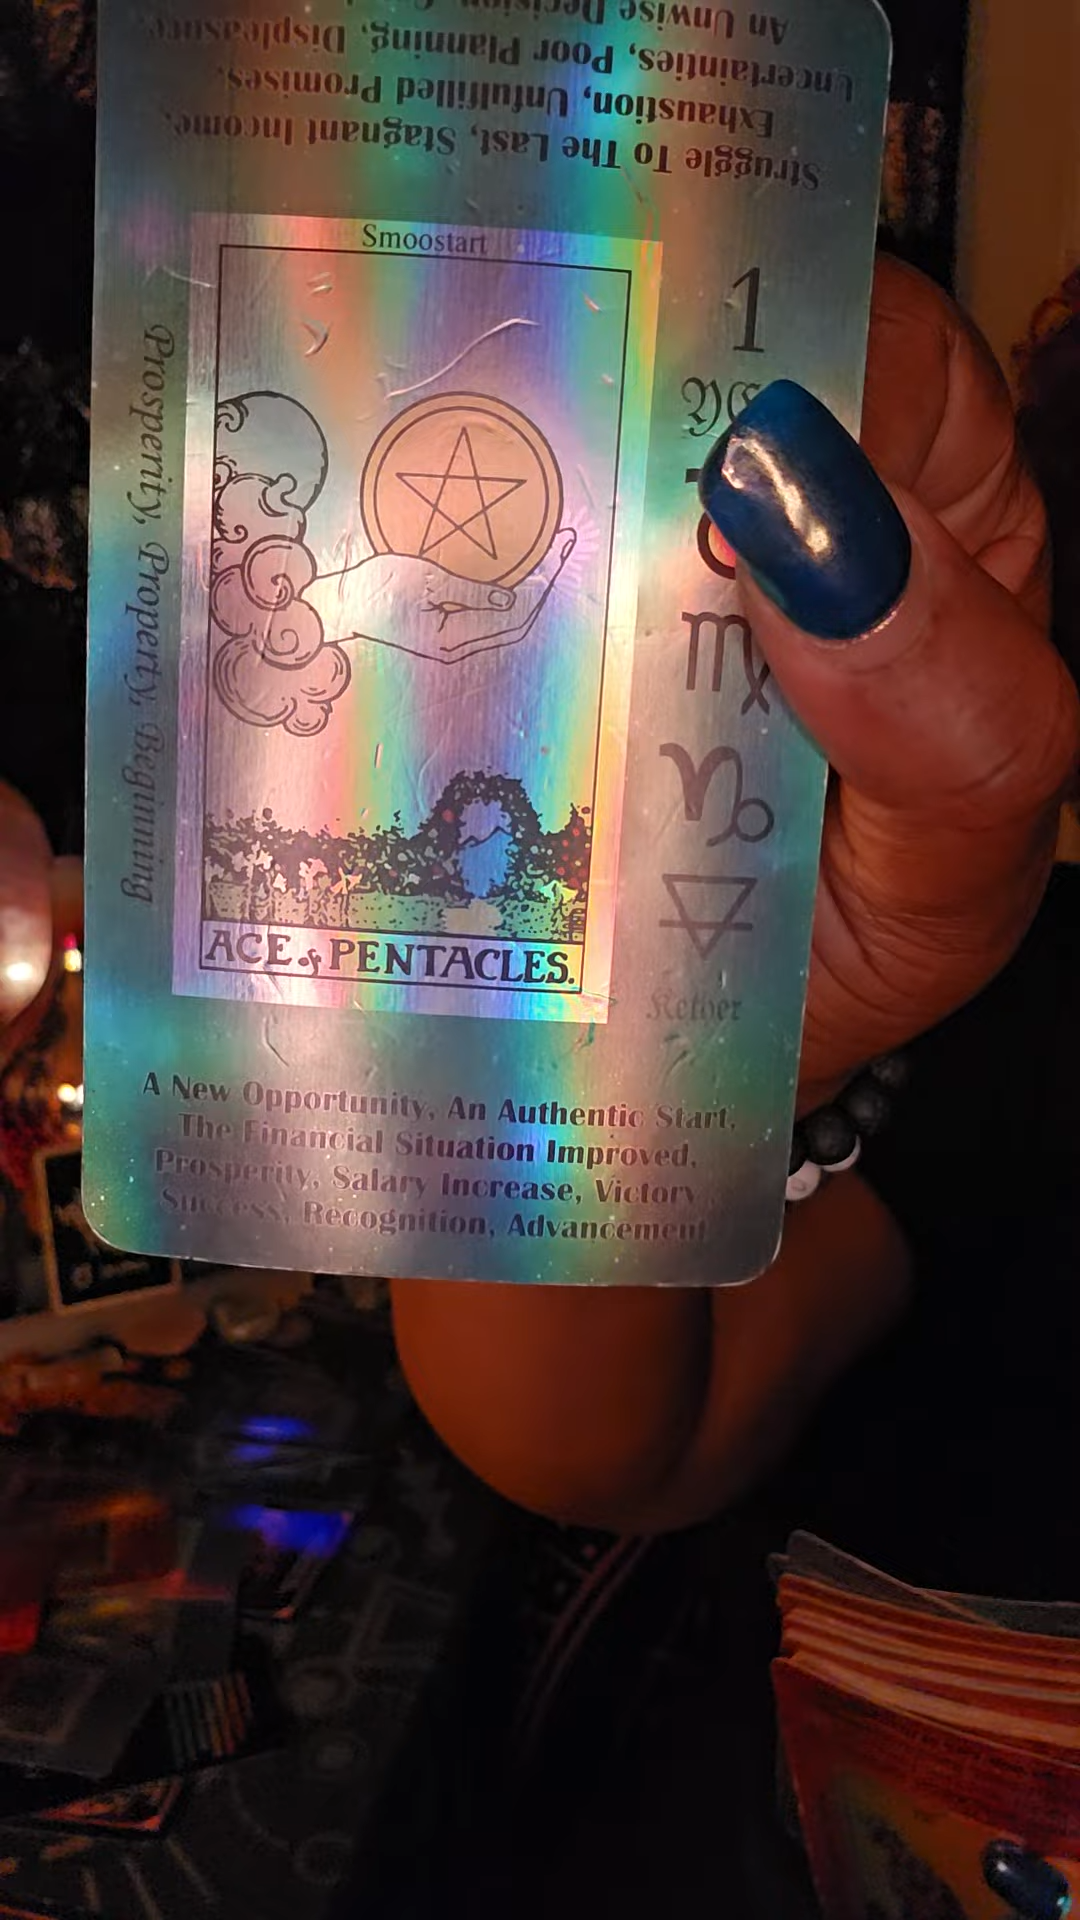 An Unwise Decision,
Uncertainties, Poor Planning, Displeasure
Exhaustion, Unfulfilled Promises,
Struggle To The Last, Stagnant Income,
Smoostart
1
Prosperity, Property, Beginning
ACE of PENTACLES.
Kether
A New Opportunity, An Authentic Start,
The Financial Situation Improved,
Prosperity, Salary Increase, Victory,
Success, Recognition, Advancement